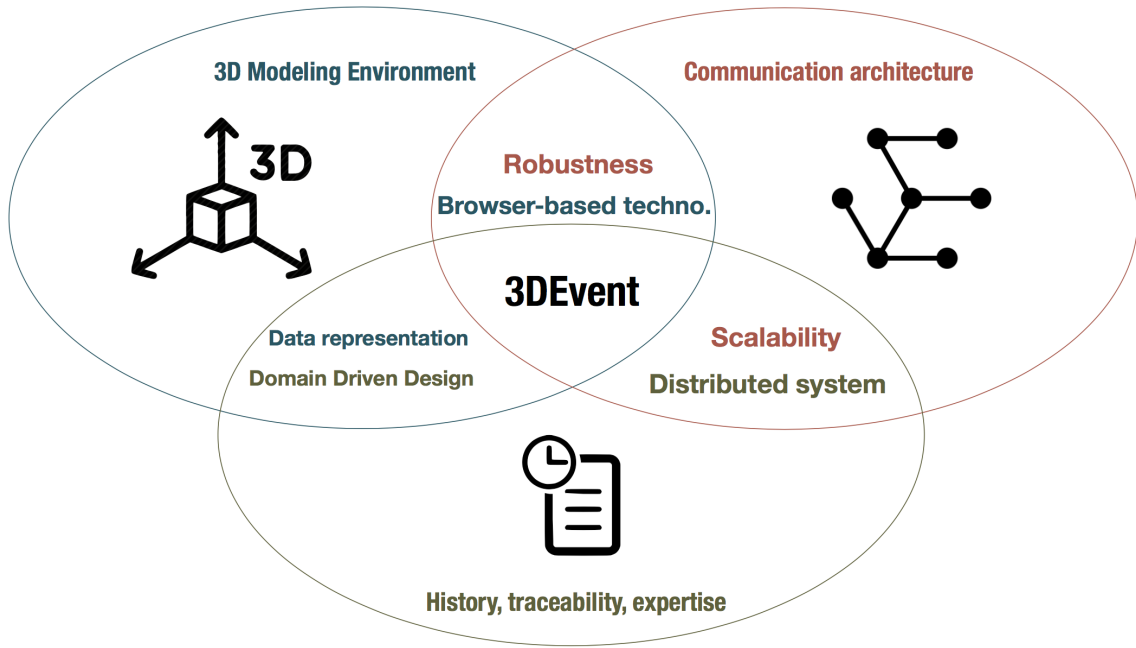 3D Modeling Environment
Communication architecture
3D
Robustness
Browser-based techno.
3DEvent
Data representation
Domain Driven Design
Scalability
Distributed system
History, traceability, expertise